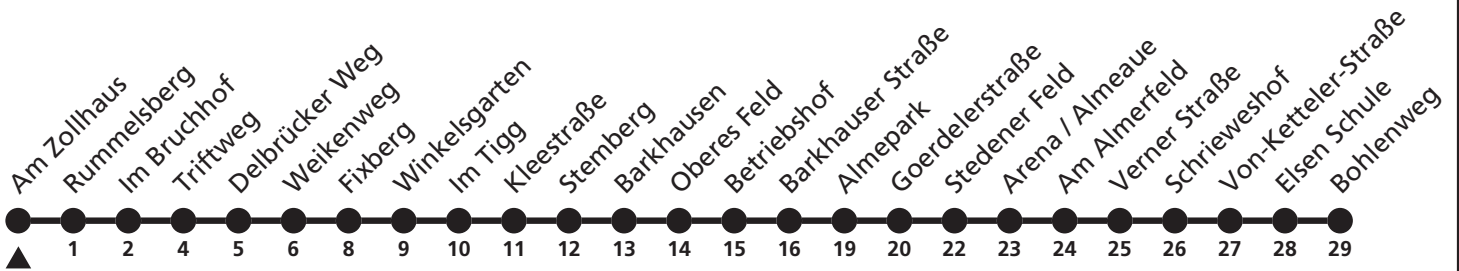 Am Zollhaus
Rummelsberg
Im Bruchhof
Triftweg
Delbrücker Weg
Weikenweg
Fixberg
Winkelsgarten
Im Tigg
Kleestraße
Stemberg
Barkhausen
Oberes Feld
Betriebshof
Barkhauser Straße
Almepark
Goerdelerstraße
Stedener Feld
Arena / Almeaue
Am Almerfeld
Verner Straße
Schrieweshof
Von-Ketteler-Straße
Elsen Schule
Bohlenweg
1 2 4 5 6 8 9 10 11 12 13 14 15 16 19 20 22 23 24 25 26 27 28 29